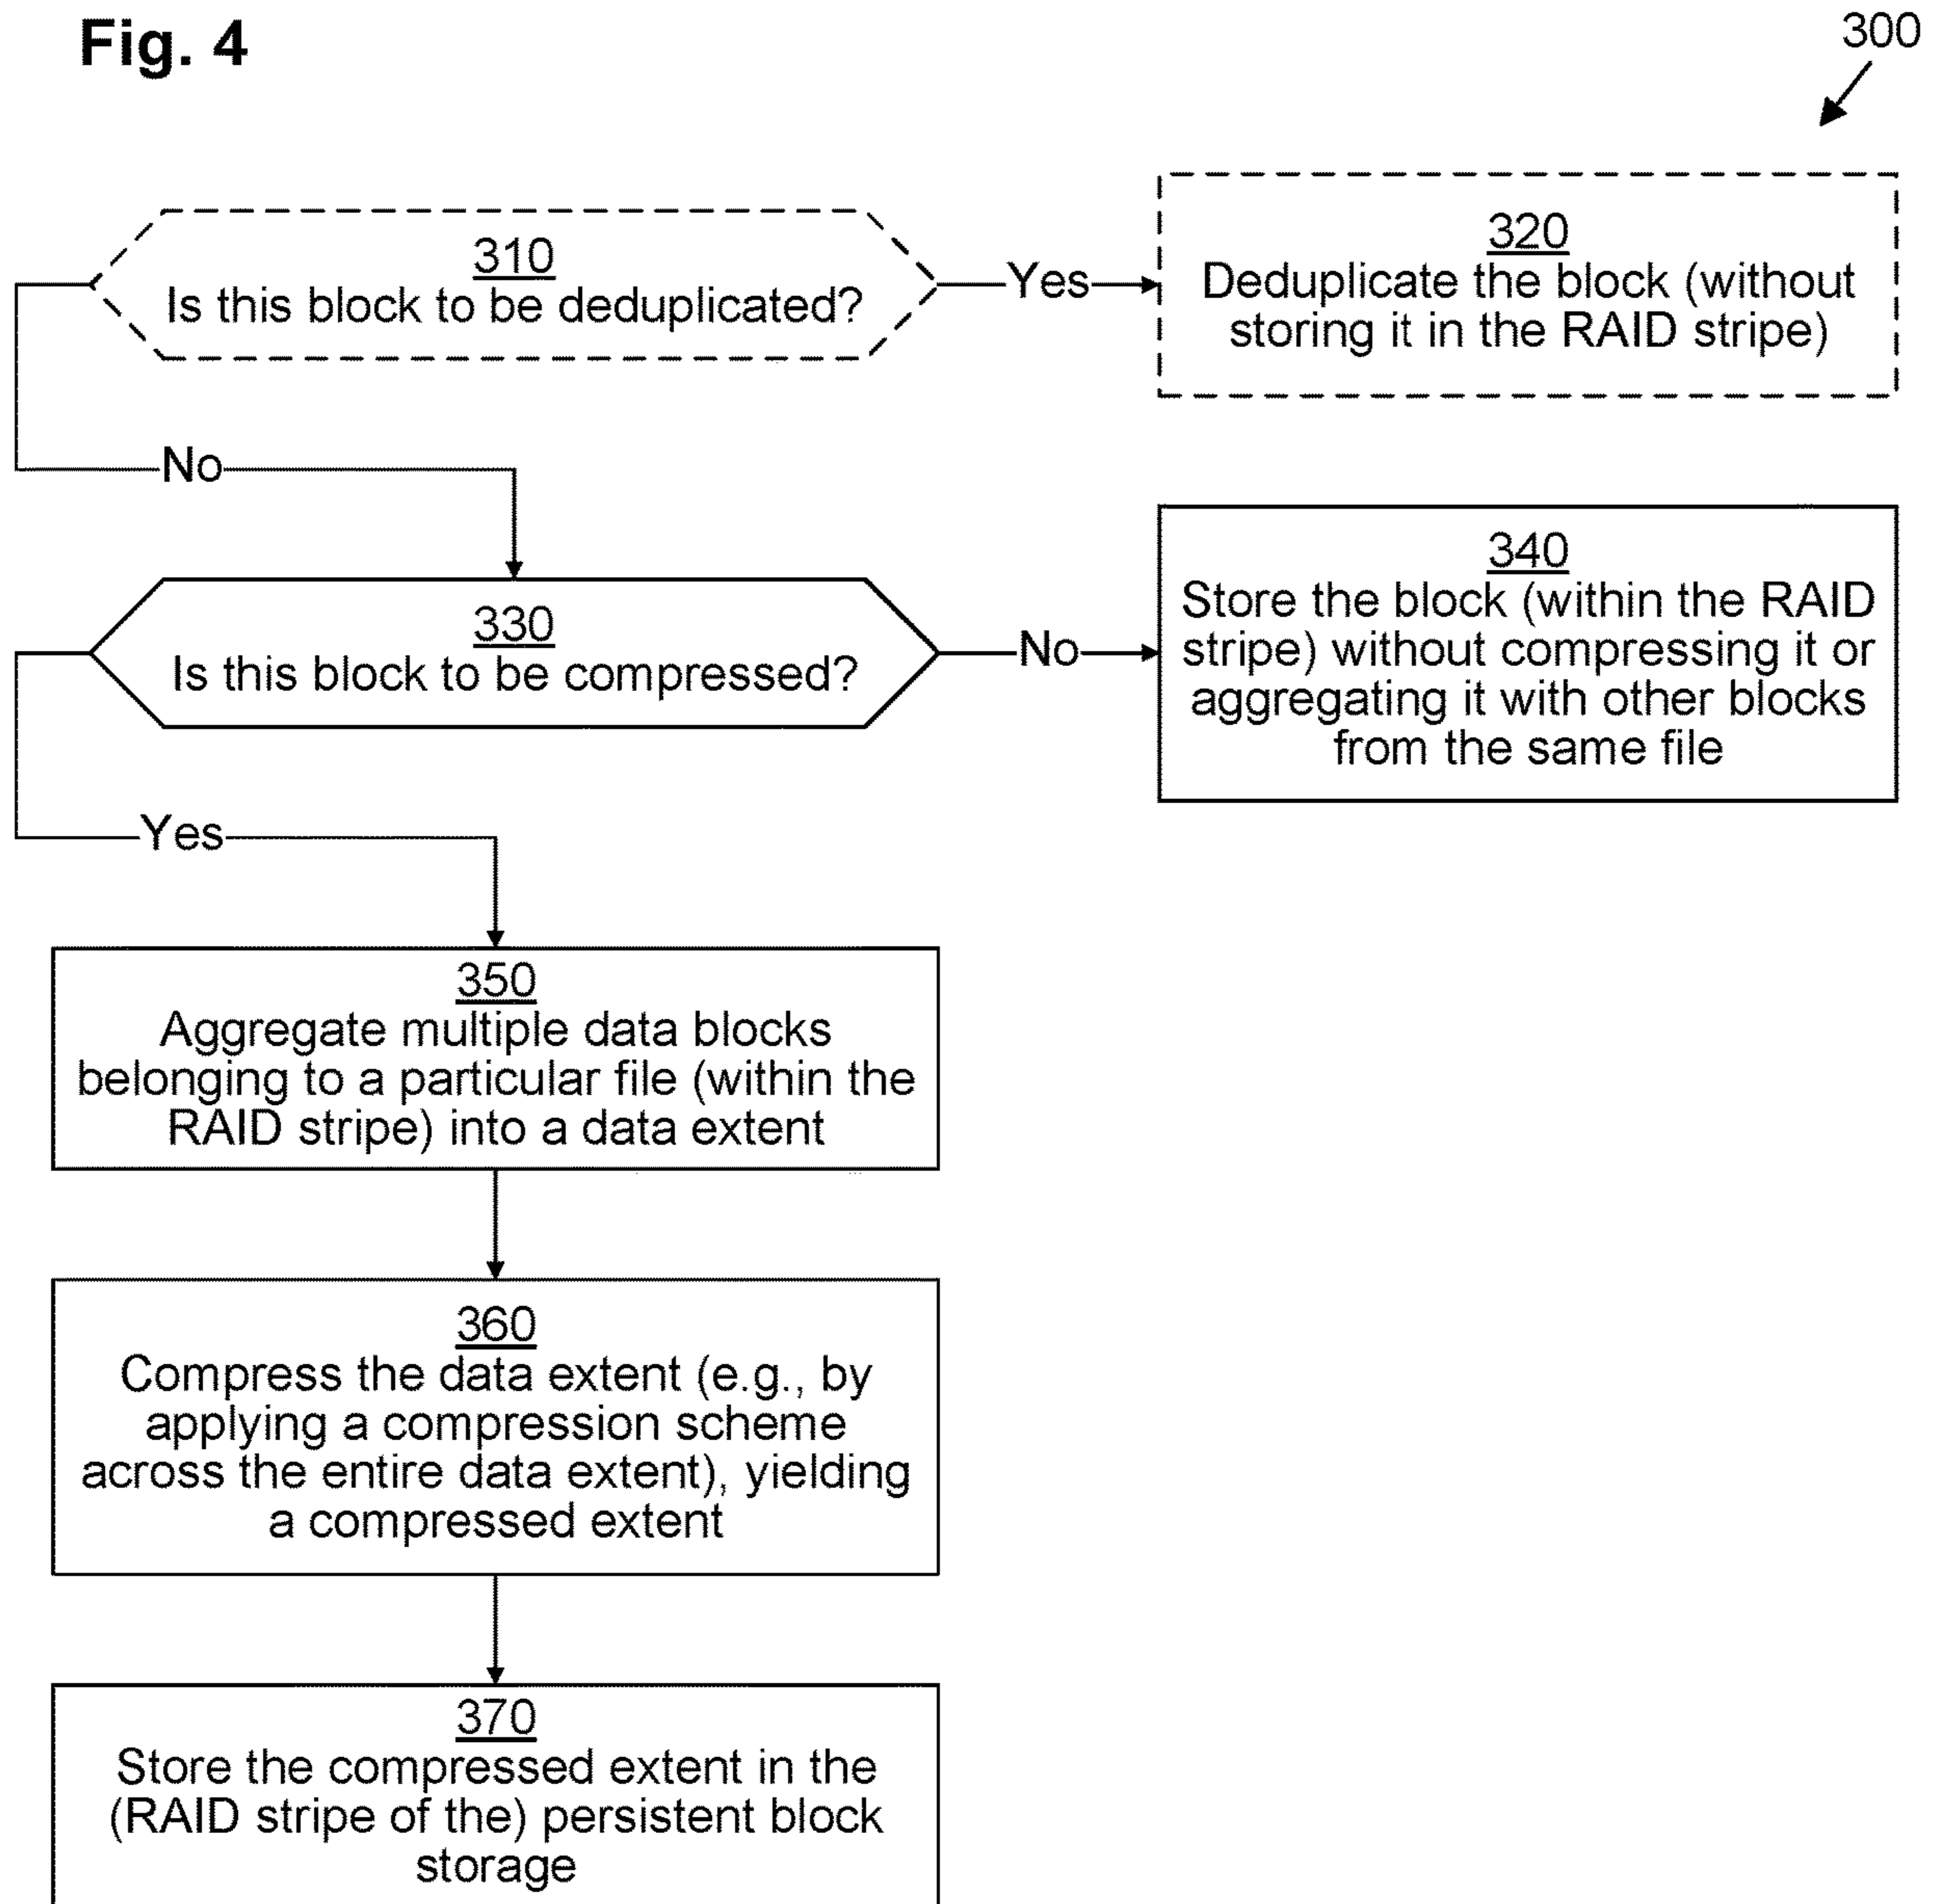 Fig. 4
300
310
Is this block to be deduplicated?
Yes
320
Deduplicate the block (without
storing it in the RAID stripe)
No
330
Is this block to be compressed?
No
340
Store the block (within the RAID
stripe) without compressing it or
aggregating it with other blocks
from the same file
Yes
350
Aggregate multiple data blocks
belonging to a particular file (within the
RAID stripe) into a data extent
360
Compress the data extent (e.g., by
applying a compression scheme
across the entire data extent), yielding
a compressed extent
370
Store the compressed extent in the
(RAID stripe of the) persistent block
storage